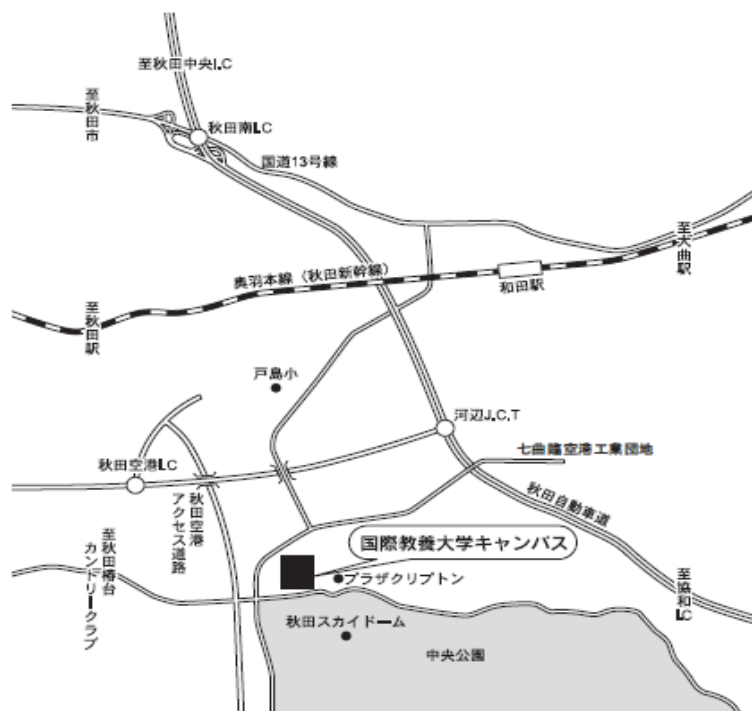 至秋田中央I.C
至秋田市
秋田南I.C
国道13号線
至大曲駅
奥羽本線（秋田新幹線）
和田駅
至秋田駅
戸島小
河辺J.C.T
七曲臨空港工業団地
秋田空港I.C
秋田空港
アクセス道路
秋田自動車道
国際教養大学キャンパス
至秋田椿台
カントリークラブ
プラザクリプトン
至協和I.C
秋田スカイドーム
中央公園